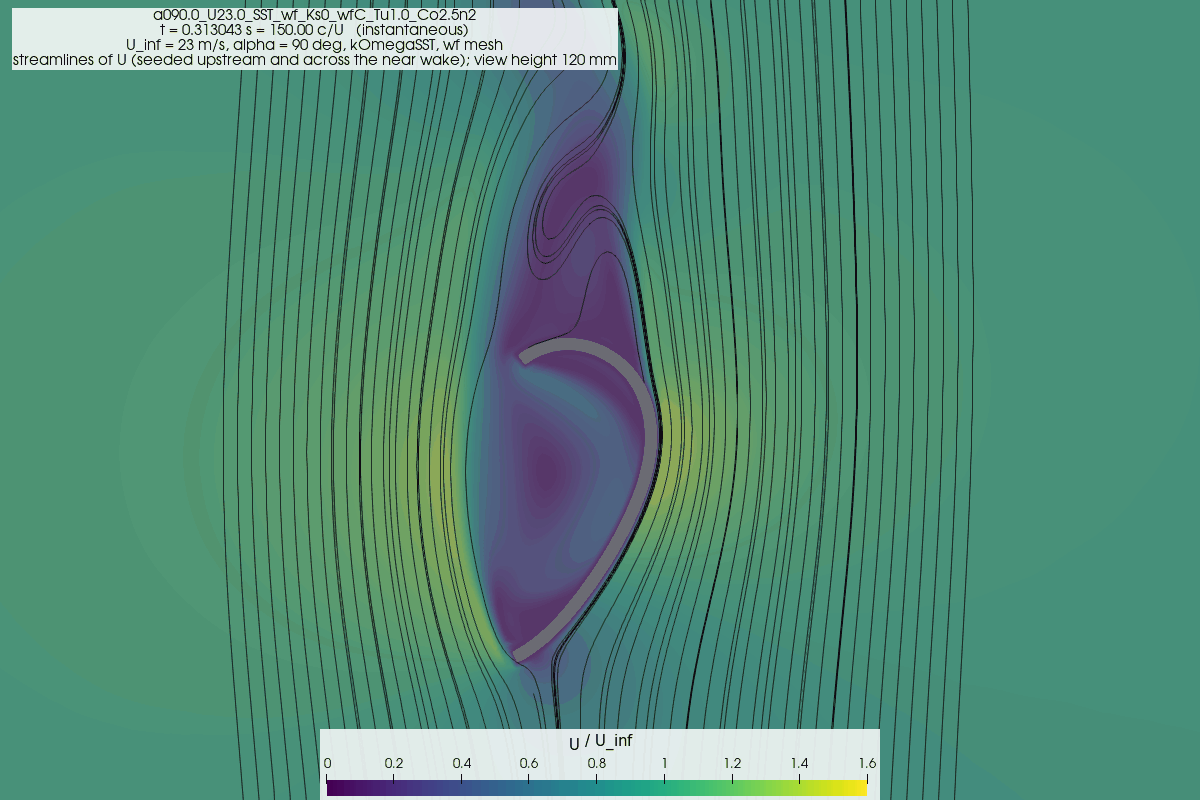 a090.0_U23.0_SST_wf_Ks0_wfC_Tu1.0_Co2.5n2
t = 0.313043 s = 150.00 c/U (instantaneous)
U_inf = 23 m/s, alpha = 90 deg, kOmegaSST, wf mesh
streamlines of U (seeded upstream and across the near wake); view height 120 mm
U / U_inf
0 0.2 0.4 0.6 0.8 1 1.2 1.4 1.6